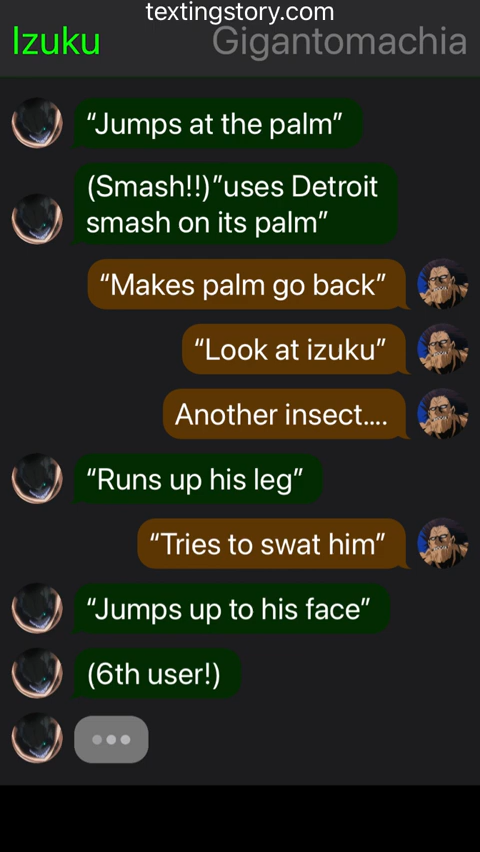 textingstory.com
Izuku
Gigantomachia
“Jumps at the palm”
(Smash!!)”uses Detroit
smash on its palm”
“Makes palm go back”
“Look at izuku”
Another insect....
“Runs up his leg”
“Tries to swat him”
“Jumps up to his face”
(6th user!)